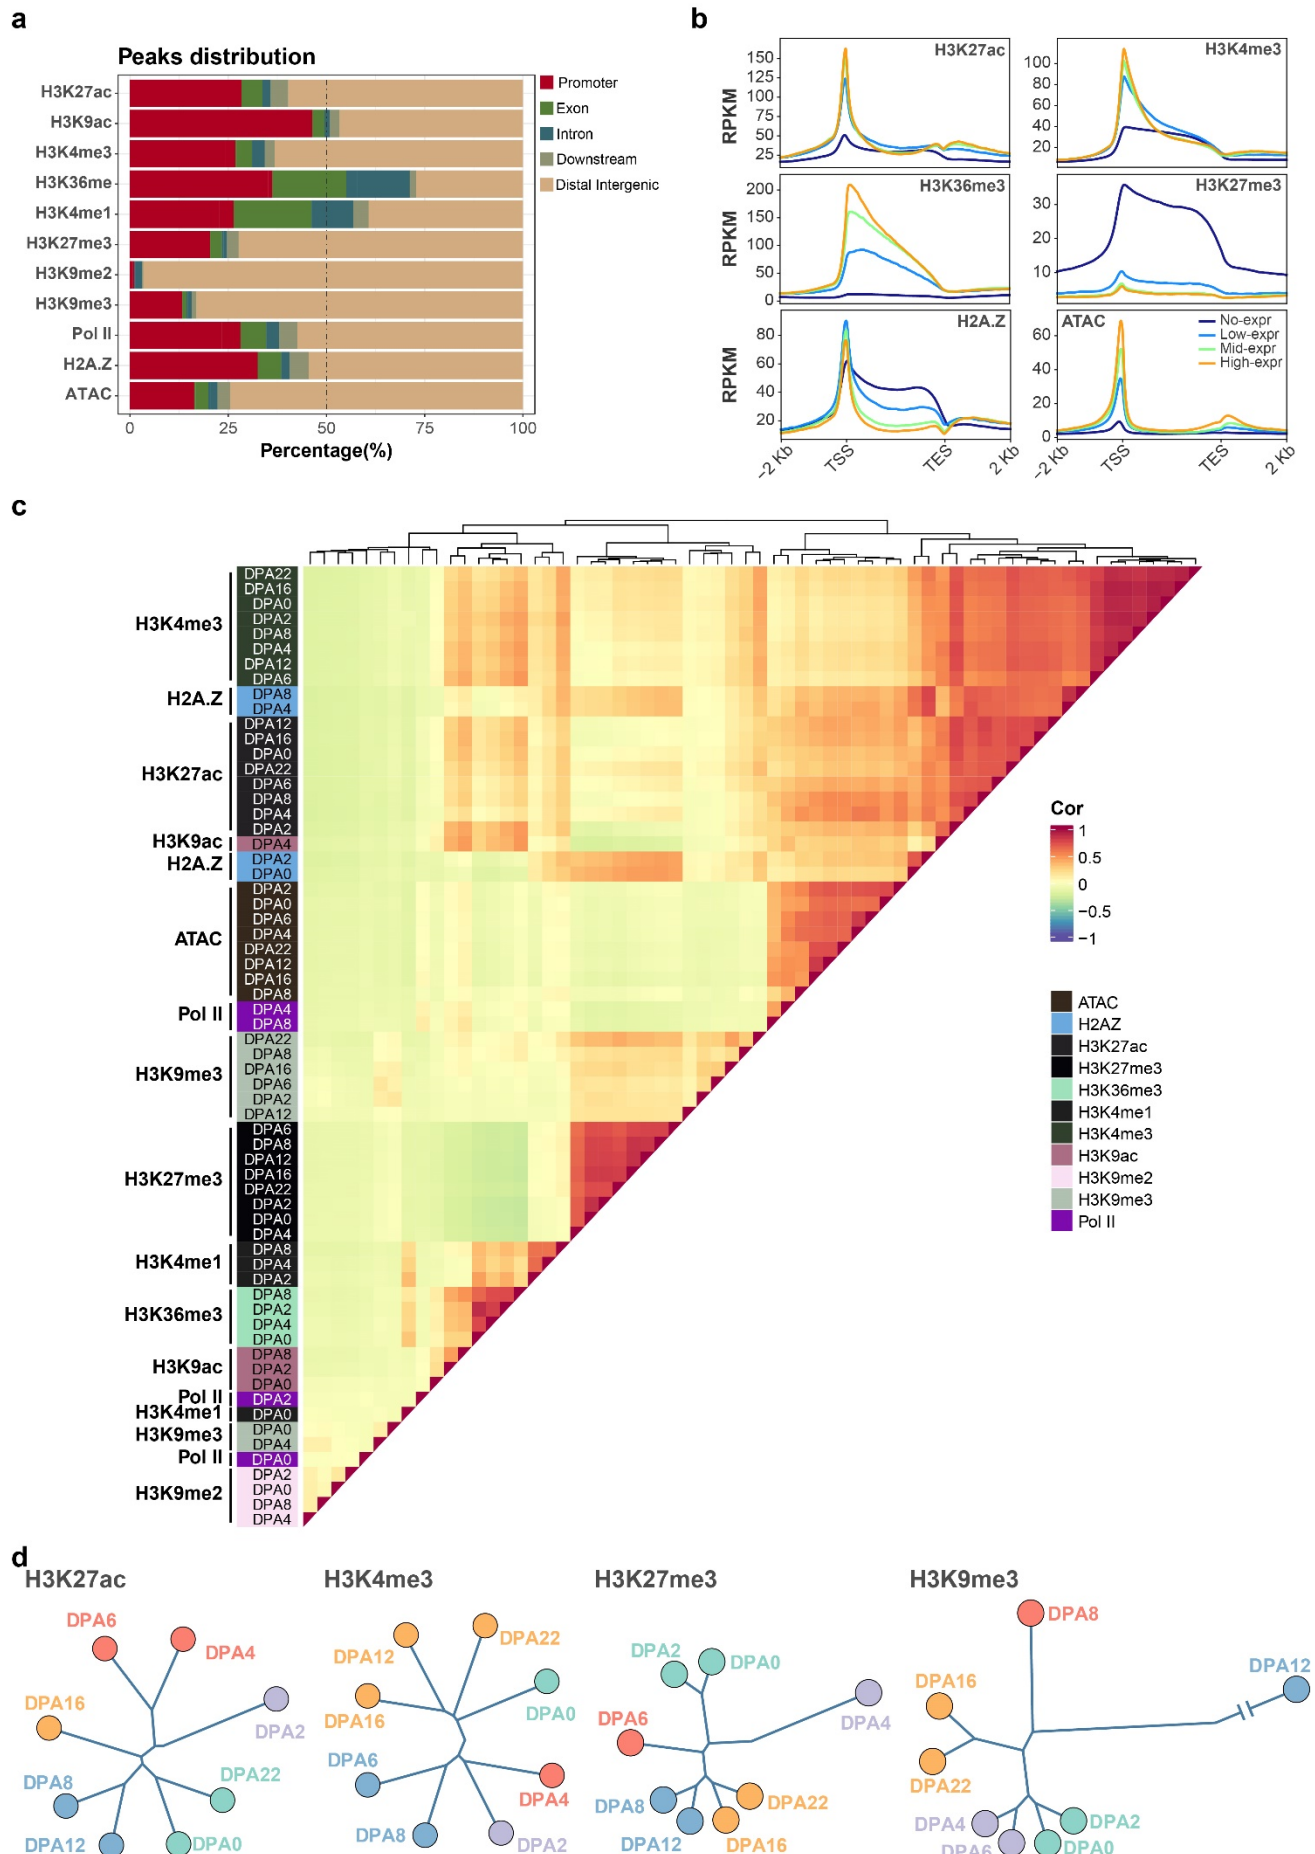 a
Peaks distribution
H3K27ac
H3K9ac
H3K4me3
H3K36me
H3K4me1
H3K27me3
H3K9me2
H3K9me3
Pol II
H2A.Z
ATAC
0 25 50 75 100
Percentage(%)
Promoter
Exon
Intron
Downstream
Distal Intergenic
b
H3K27ac
RPKM
150
125
100
75
50
25
H3K4me3
100
80
60
40
20
H3K36me3
RPKM
200
150
100
50
0
H3K27me3
30
20
10
H2A.Z
RPKM
80
60
40
20
−2 Kb TSS TES 2 Kb
ATAC
60
40
20
0
No-expr
Low-expr
Mid-expr
High-expr
−2 Kb TSS TES 2 Kb
c
H3K4me3
DPA22
DPA16
DPA0
DPA2
DPA8
DPA4
DPA12
DPA6
H2A.Z
DPA8
DPA4
H3K27ac
DPA12
DPA16
DPA0
DPA22
DPA6
DPA8
DPA4
DPA2
H3K9ac
DPA4
H2A.Z
DPA2
DPA0
ATAC
DPA2
DPA0
DPA6
DPA4
DPA22
DPA12
DPA16
DPA8
Pol II
DPA4
DPA8
H3K9me3
DPA22
DPA8
DPA16
DPA6
DPA2
DPA12
H3K27me3
DPA6
DPA8
DPA12
DPA16
DPA22
DPA2
DPA0
DPA4
H3K4me1
DPA8
DPA4
DPA2
H3K36me3
DPA8
DPA2
DPA4
DPA0
H3K9ac
DPA8
DPA2
DPA0
Pol II
DPA2
H3K4me1
DPA0
H3K9me3
DPA0
DPA4
Pol II
DPA0
H3K9me2
DPA2
DPA0
DPA8
DPA4
Cor
1
0.5
0
−0.5
−1
ATAC
H2AZ
H3K27ac
H3K27me3
H3K36me3
H3K4me1
H3K4me3
H3K9ac
H3K9me2
H3K9me3
Pol II
d
H3K27ac
DPA6
DPA4
DPA16
DPA2
DPA8
DPA22
DPA12
DPA0
H3K4me3
DPA22
DPA12
DPA0
DPA16
DPA6
DPA4
DPA8
DPA2
H3K27me3
DPA2
DPA0
DPA4
DPA6
DPA8
DPA22
DPA12
DPA16
H3K9me3
DPA8
DPA12
DPA16
DPA22
DPA4
DPA2
DPA6
DPA0